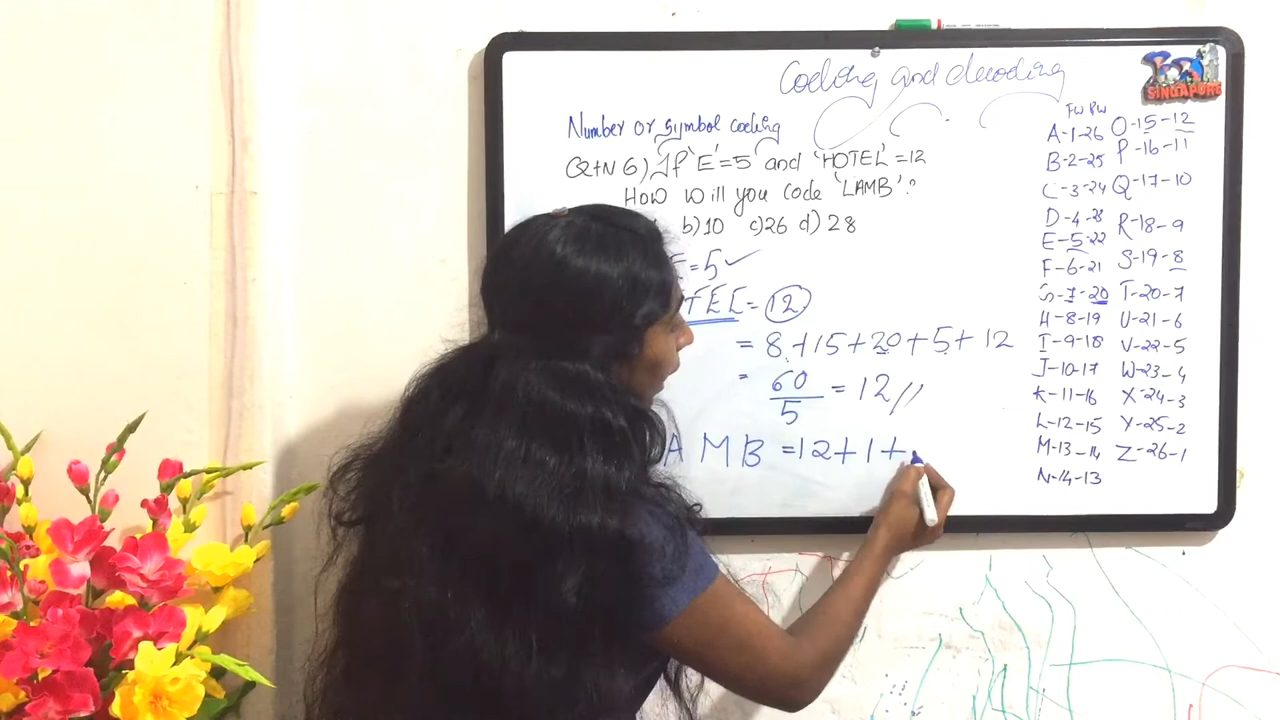 Coding and decoding
SINGAPORE
Number or symbol coding
Q2tN 6) If 'E'=5 and 'HOTEL'=12
How will you code 'LAMB'?
b)10 c)26 d) 28
E=5 ✓
TEL=12
= 8+15+20+5+12
= 60/5 = 12//
A M B =12+1+
FW BW
A-1-26
B-2-25
C-3-24
D-4-23
E-5-22
F-6-21
G-7-20
H-8-19
I-9-18
J-10-17
K-11-16
L-12-15
M-13-14
N-14-13
O-15-12
P-16-11
Q-17-10
R-18-9
S-19-8
T-20-7
U-21-6
V-22-5
W-23-4
X-24-3
Y-25-2
Z-26-1